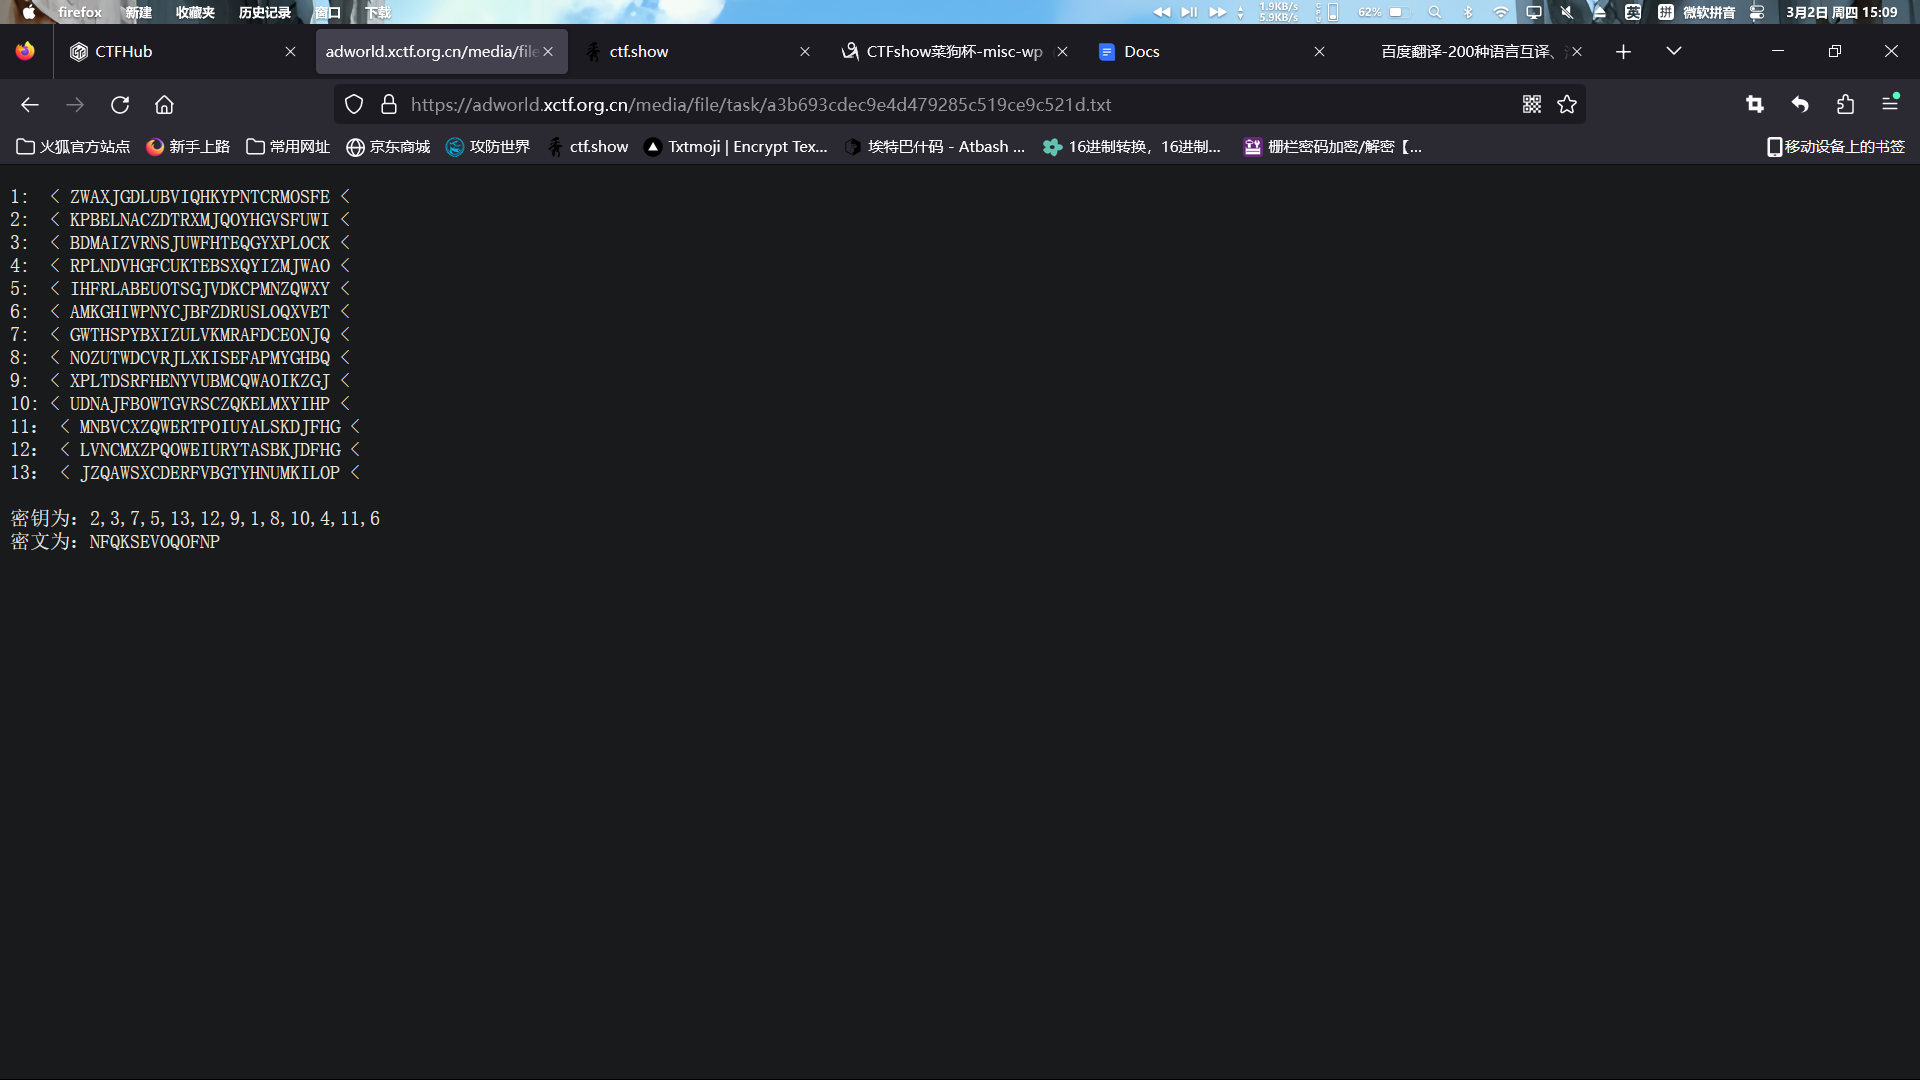 firefox 新建 收藏夹 历史记录 窗口 下载 1.9KB/s 5.9KB/s CPU 62% 英 拼 微软拼音 3月2日 周四 15:09
CTFHub adworld.xctf.org.cn/media/file ctf.show CTFshow菜狗杯-misc-wp Docs 百度翻译-200种语言互译、
https://adworld.xctf.org.cn/media/file/task/a3b693cdec9e4d479285c519ce9c521d.txt
火狐官方站点 新手上路 常用网址 京东商城 攻防世界 ctf.show Txtmoji | Encrypt Tex... 埃特巴什码 - Atbash ... 16进制转换，16进制... 栅栏密码加密/解密【... 移动设备上的书签
1: < ZWAXJGDLUBVIQHKYPNTCRMOSFE <
2: < KPBELNACZDTRXMJQOYHGVSFUWI <
3: < BDMAIZVRNSJUWFHTEQGYXPLOCK <
4: < RPLNDVHGFCUKTEBSXQYIZMJWAO <
5: < IHFRLABEUOTSGJVDKCPMNZQWXY <
6: < AMKGHIWPNYCJBFZDRUSLOQXVET <
7: < GWTHSPYBXIZULVKMRAFDCEONJQ <
8: < NOZUTWDCVRJLXKISEFAPMYGHBQ <
9: < XPLTDSRFHENYVUBMCQWAOIKZGJ <
10: < UDNAJFBOWTGVRSCZQKELMXYIHP <
11： < MNBVCXZQWERTPOIUYALSKDJFHG <
12： < LVNCMXZPQOWEIURYTASBKJDFHG <
13： < JZQAWSXCDERFVBGTYHNUMKILOP <
密钥为：2,3,7,5,13,12,9,1,8,10,4,11,6
密文为：NFQKSEVOQOFNP